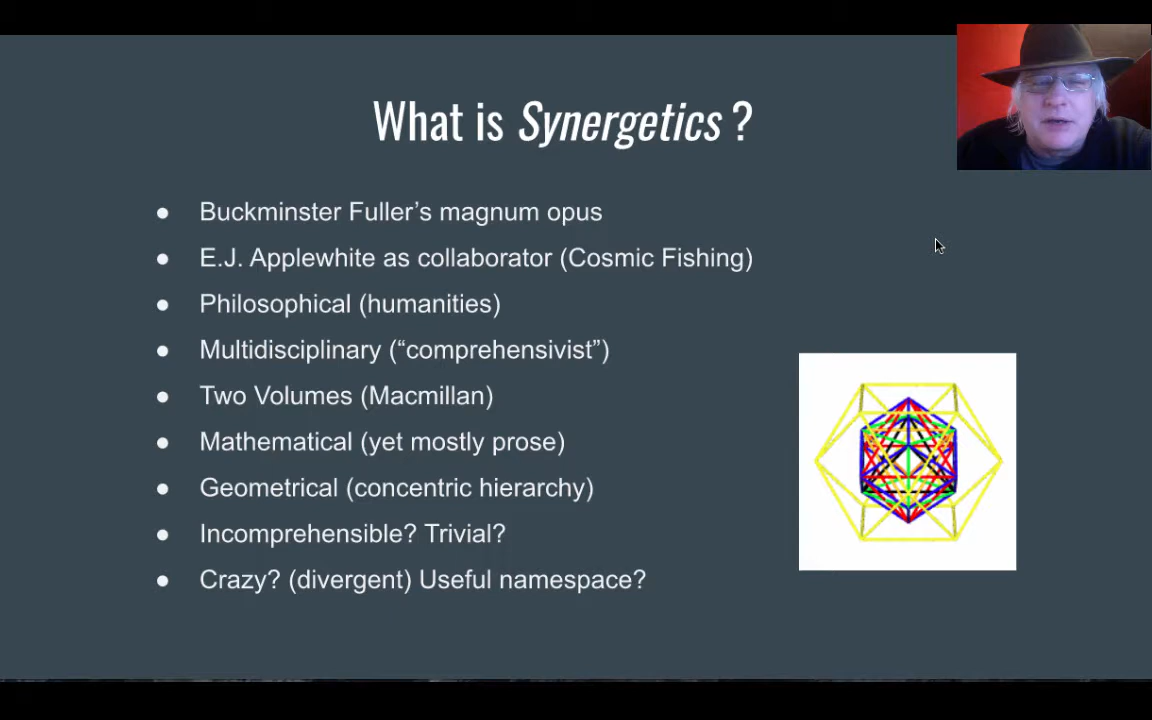 What is Synergetics ?
● Buckminster Fuller’s magnum opus
● E.J. Applewhite as collaborator (Cosmic Fishing)
● Philosophical (humanities)
● Multidisciplinary (“comprehensivist”)
● Two Volumes (Macmillan)
● Mathematical (yet mostly prose)
● Geometrical (concentric hierarchy)
● Incomprehensible? Trivial?
● Crazy? (divergent) Useful namespace?